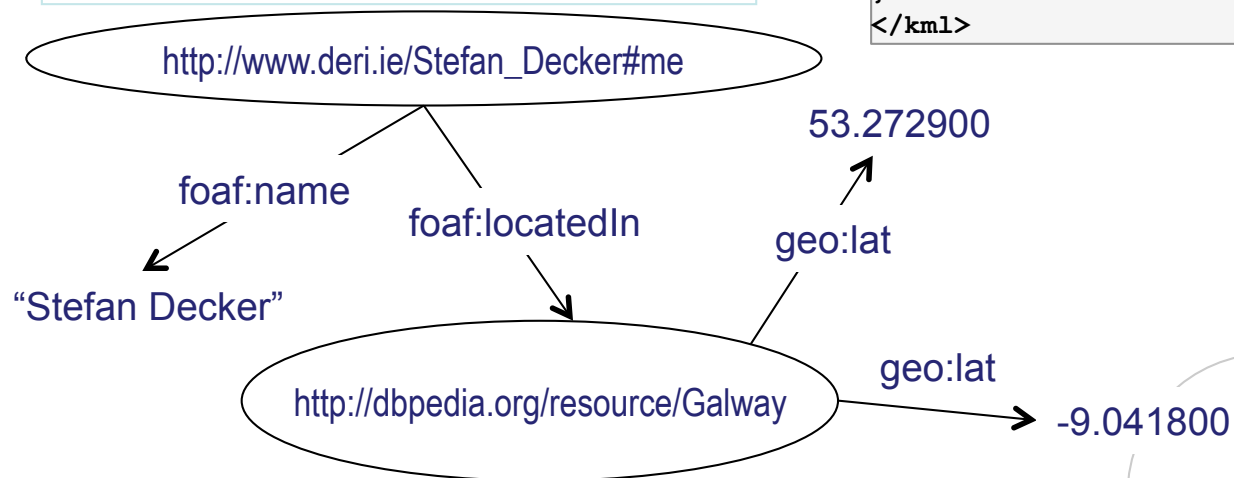 </kml>
http://www.deri.ie/Stefan_Decker#me
53.272900
foaf:name
foaf:locatedIn
geo:lat
“Stefan Decker”
geo:lat
http://dbpedia.org/resource/Galway
-9.041800